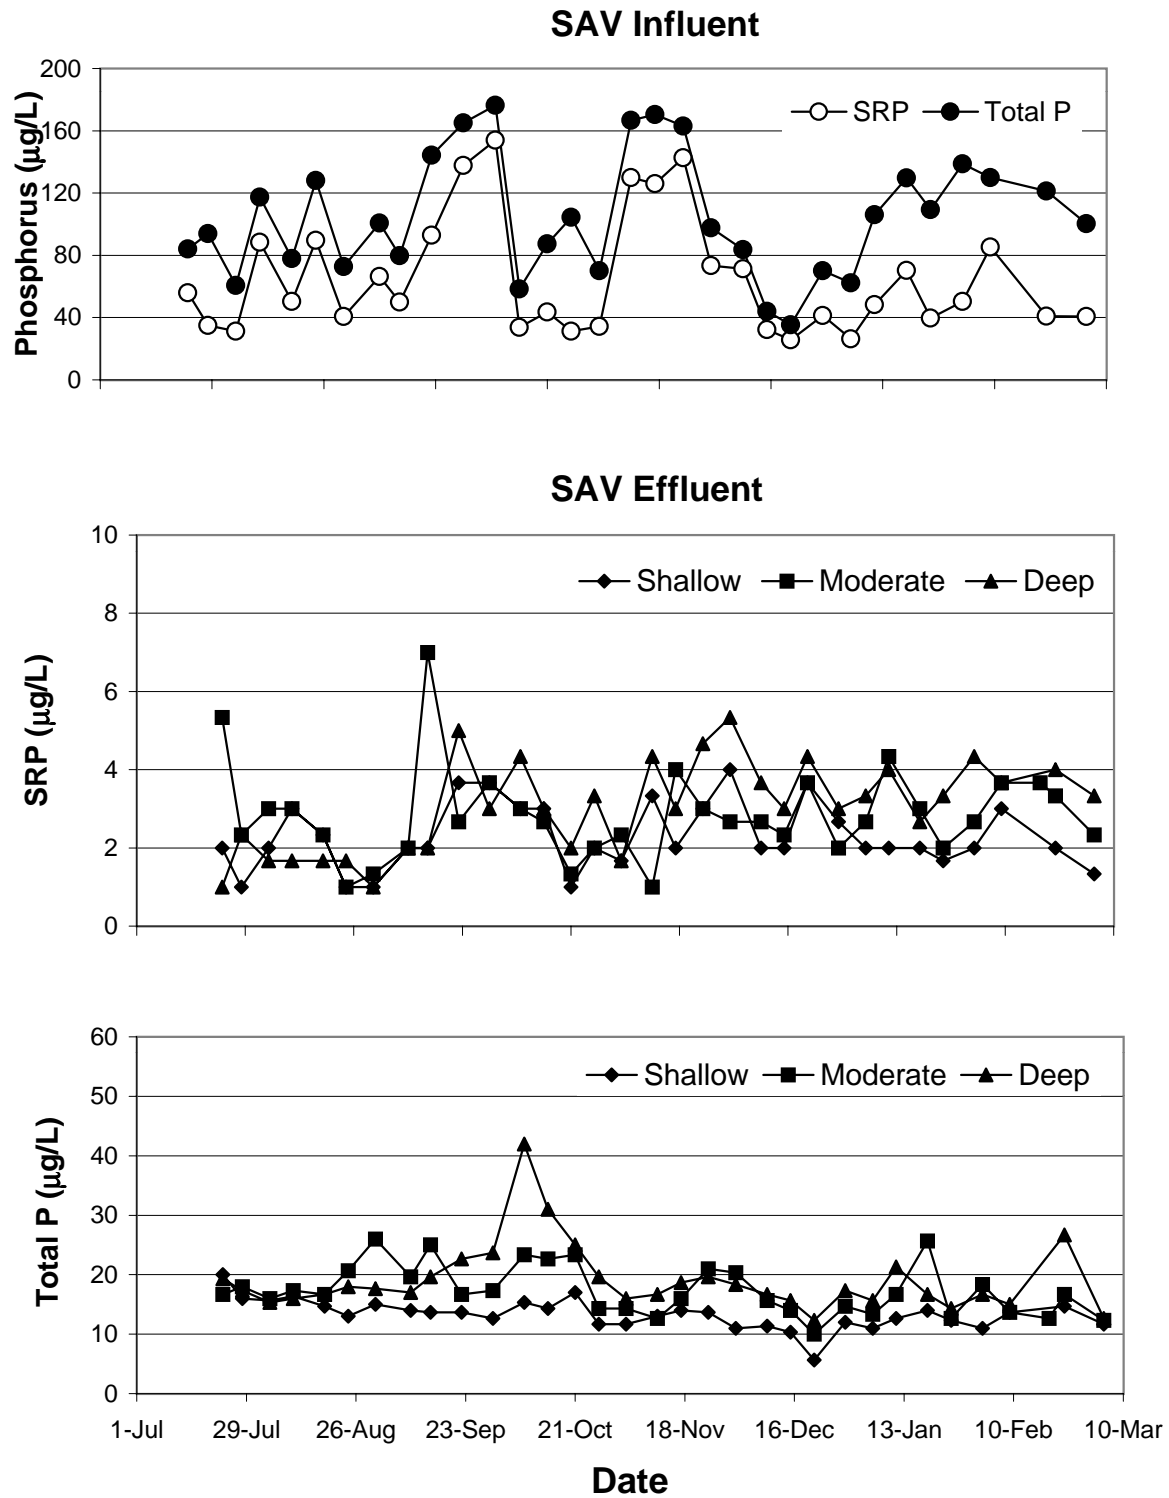 SAV Influent
Phosphorus (µg/L)
200
160
120
80
40
0
SRP
Total P
SAV Effluent
SRP (µg/L)
10
8
6
4
2
0
Shallow
Moderate
Deep
Total P (µg/L)
60
50
40
30
20
10
0
Shallow
Moderate
Deep
1-Jul 29-Jul 26-Aug 23-Sep 21-Oct 18-Nov 16-Dec 13-Jan 10-Feb 10-Mar
Date